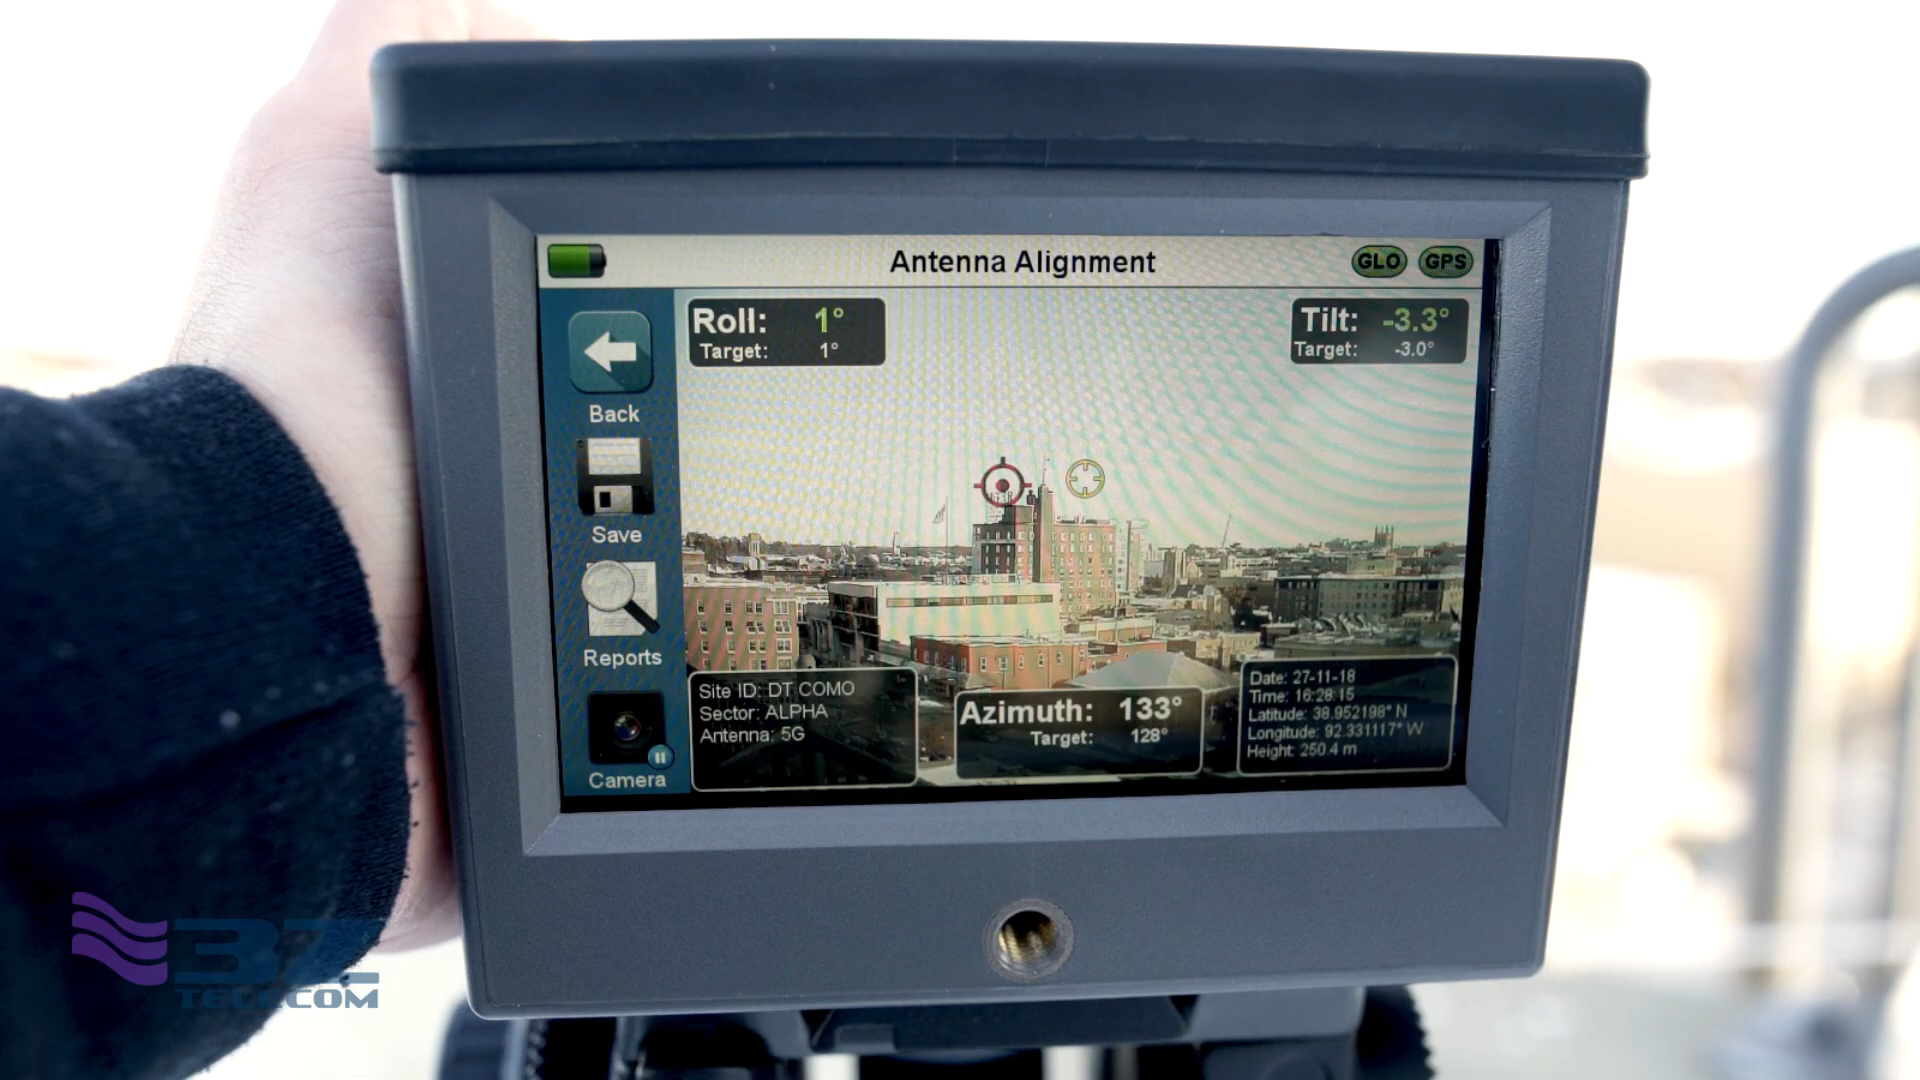 Antenna Alignment
GLO GPS
Roll: 1°
Target: 1°
Tilt: -3.3°
Target: -3.0°
Back
Save
Reports
Camera
Site ID: DT COMO
Sector: ALPHA
Antenna: 5G
Azimuth: 133°
Target: 128°
Date: 27-11-18
Time: 16:28:15
Latitude: 38.952198° N
Longitude: 92.331117° W
Height: 250.4 m
3Z
TELECOM